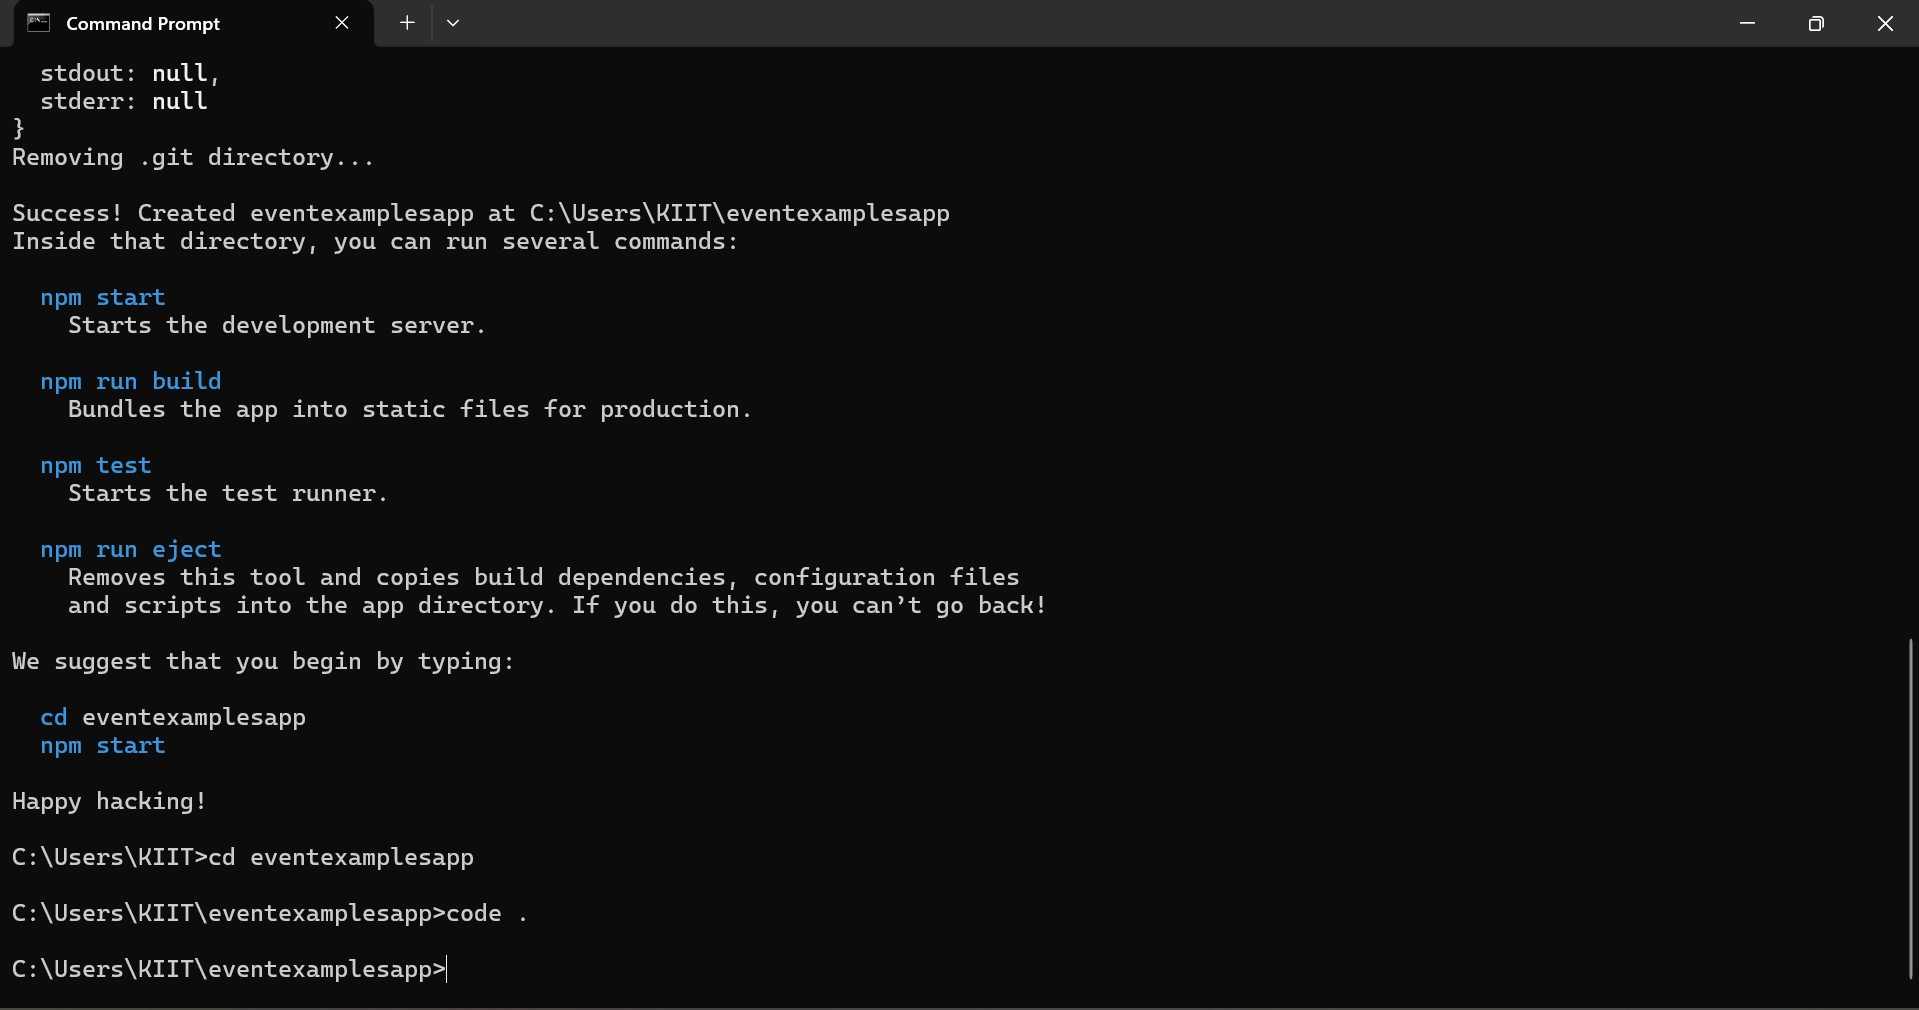 Command Prompt
stdout: null,
stderr: null
}
Removing .git directory...
Success! Created eventexamplesapp at C:\Users\KIIT\eventexamplesapp
Inside that directory, you can run several commands:
npm start
Starts the development server.
npm run build
Bundles the app into static files for production.
npm test
Starts the test runner.
npm run eject
Removes this tool and copies build dependencies, configuration files
and scripts into the app directory. If you do this, you can’t go back!
We suggest that you begin by typing:
cd eventexamplesapp
npm start
Happy hacking!
C:\Users\KIIT>cd eventexamplesapp
C:\Users\KIIT\eventexamplesapp>code .
C:\Users\KIIT\eventexamplesapp>